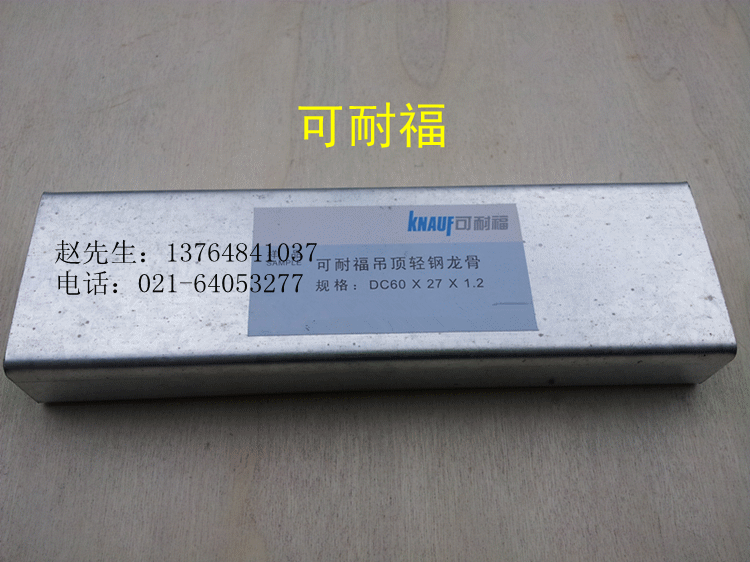 可耐福
KNAUF可耐福
赵先生：13764841037
SAMPLE
可耐福吊顶轻钢龙骨
电话：021-64053277
规格：DC60 X 27 X 1.2